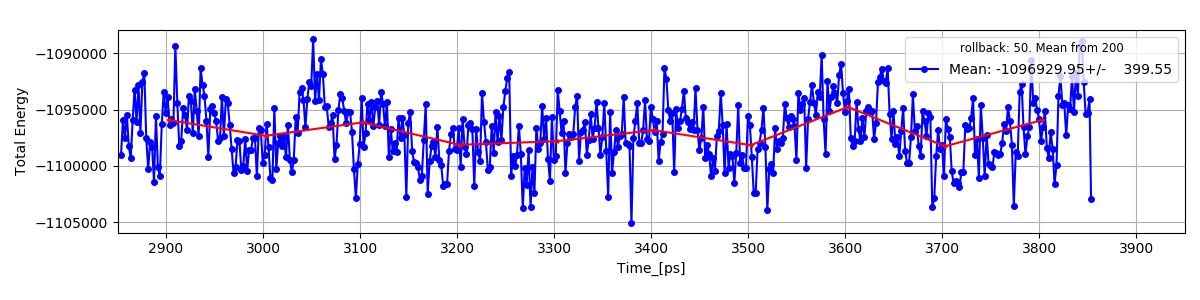 rollback: 50. Mean from 200
Mean: -1096929.95+/- 399.55
Total Energy
−1090000
−1095000
−1100000
−1105000
2900 3000 3100 3200 3300 3400 3500 3600 3700 3800 3900
Time_[ps]